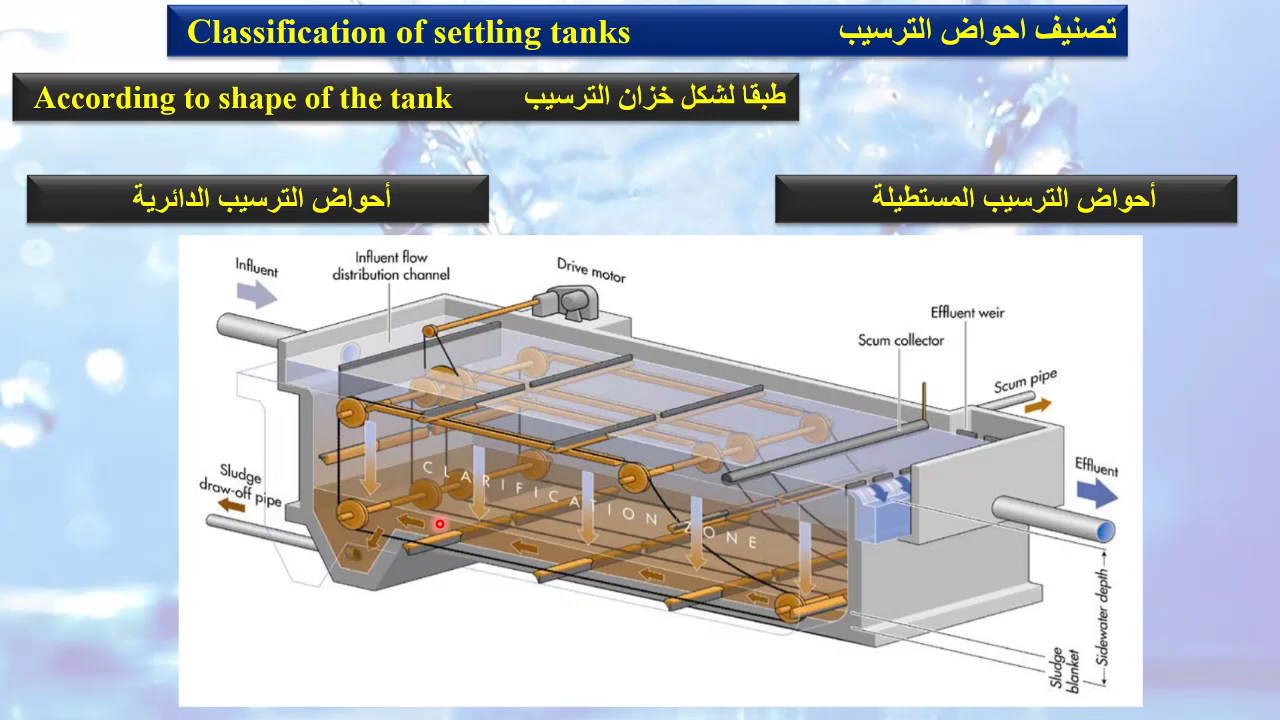 Classification of settling tanks تصنيف احواض الترسيب
According to shape of the tank طبقا لشكل خزان الترسيب
أحواض الترسيب الدائرية
أحواض الترسيب المستطيلة
Influent
Influent flow
distribution channel
Drive motor
Effluent weir
Scum collector
Scum pipe
Sludge
draw-off pipe
CLARIFICATION ZONE
Effluent
Sidewater depth
Sludge
blanket